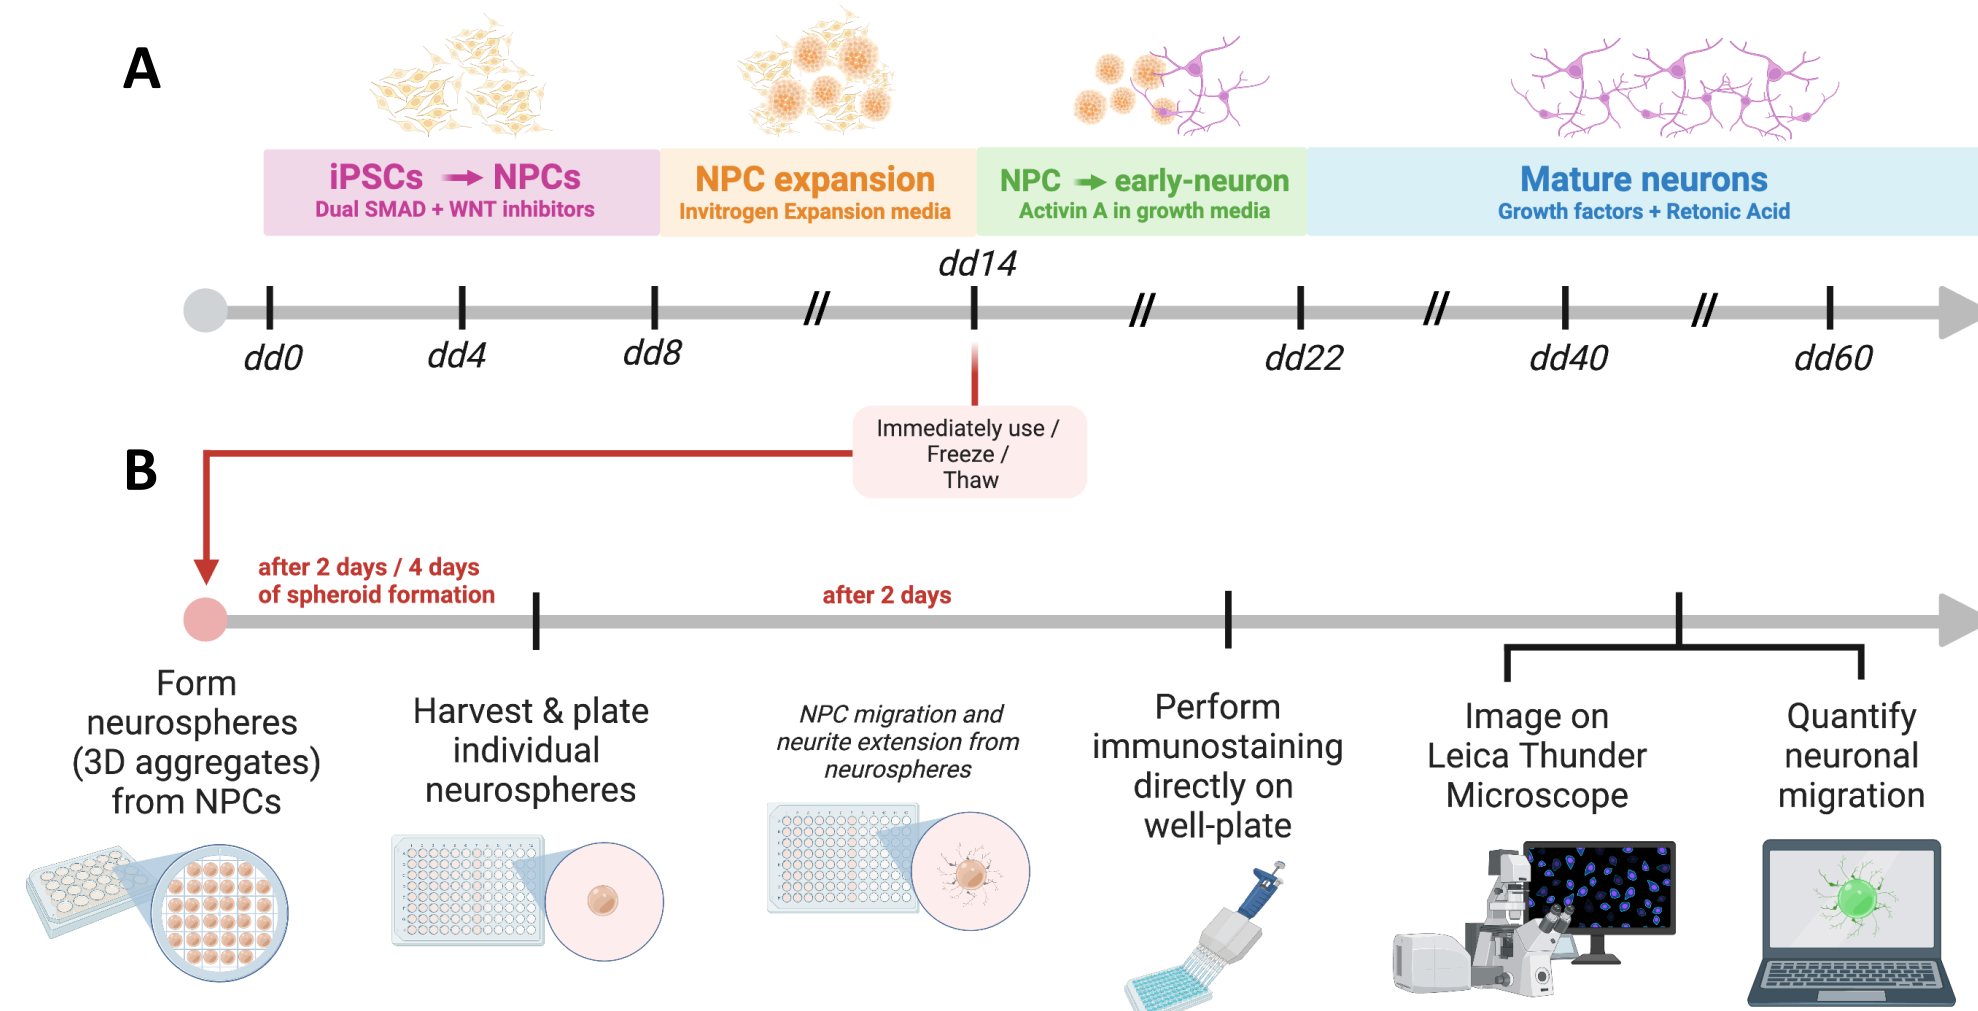 A
iPSCs → NPCs
Dual SMAD + WNT inhibitors
NPC expansion
Invitrogen Expansion media
NPC → early-neuron
Activin A in growth media
Mature neurons
Growth factors + Retonic Acid
dd14
dd0
dd4
dd8
dd22
dd40
dd60
Immediately use /
Freeze /
Thaw
B
after 2 days / 4 days
of spheroid formation
after 2 days
Form
neurospheres
(3D aggregates)
from NPCs
Harvest & plate
individual
neurospheres
NPC migration and
neurite extension from
neurospheres
Perform
immunostaining
directly on
well-plate
Image on
Leica Thunder
Microscope
Quantify
neuronal
migration